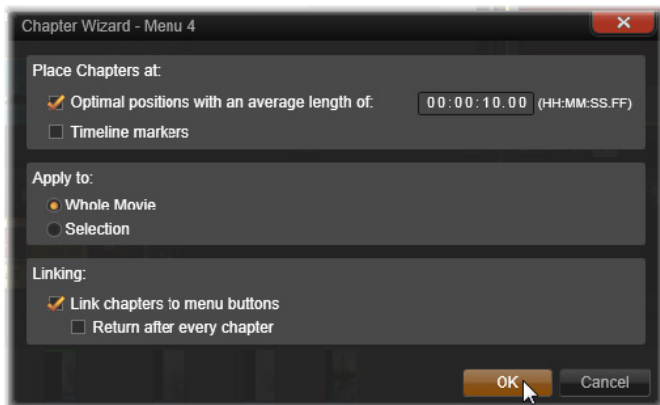 Chapter Wizard - Menu 4
Place Chapters at:
Optimal positions with an average length of: 00:00:10.00 (HH:MM:SS.FF)
Timeline markers
Apply to:
Whole Movie
Selection
Linking:
Link chapters to menu buttons
Return after every chapter
OK Cancel